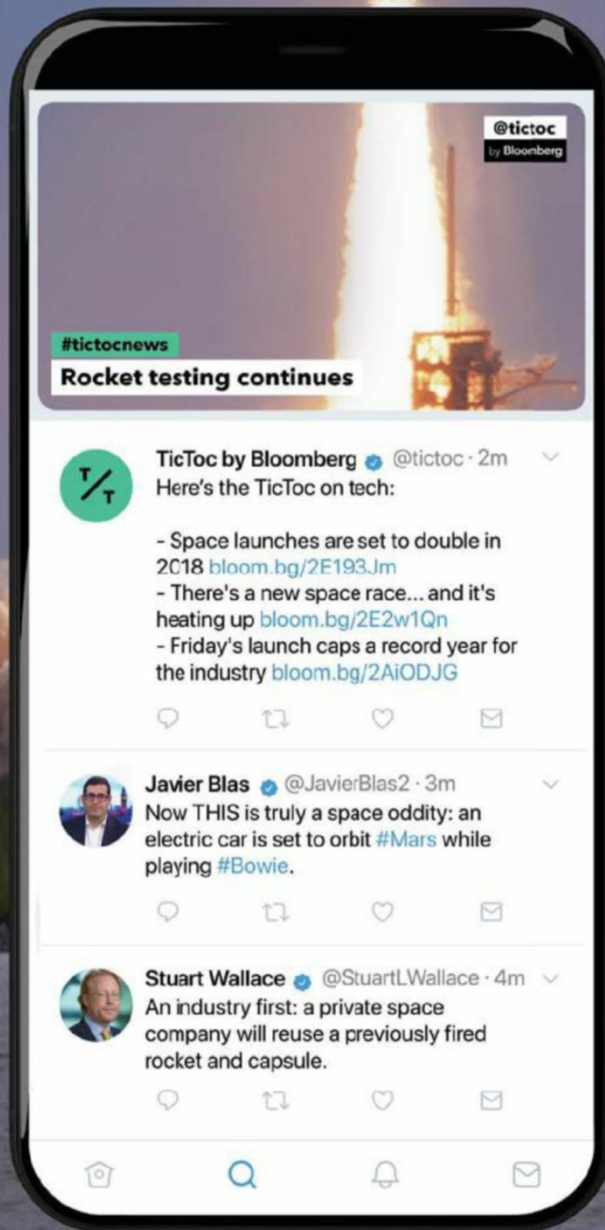 @tictoc
by Bloomberg
#tictocnews
Rocket testing continues
T/T
TicToc by Bloomberg @tictoc · 2m
Here's the TicToc on tech:
- Space launches are set to double in
2018 bloom.bg/2E193Jm
- There's a new space race... and it's
heating up bloom.bg/2E2w1Qn
- Friday's launch caps a record year for
the industry bloom.bg/2AiODJG
Javier Blas @JavierBlas2 · 3m
Now THIS is truly a space oddity: an
electric car is set to orbit #Mars while
playing #Bowie.
Stuart Wallace @StuartLWallace · 4m
An industry first: a private space
company will reuse a previously fired
rocket and capsule.